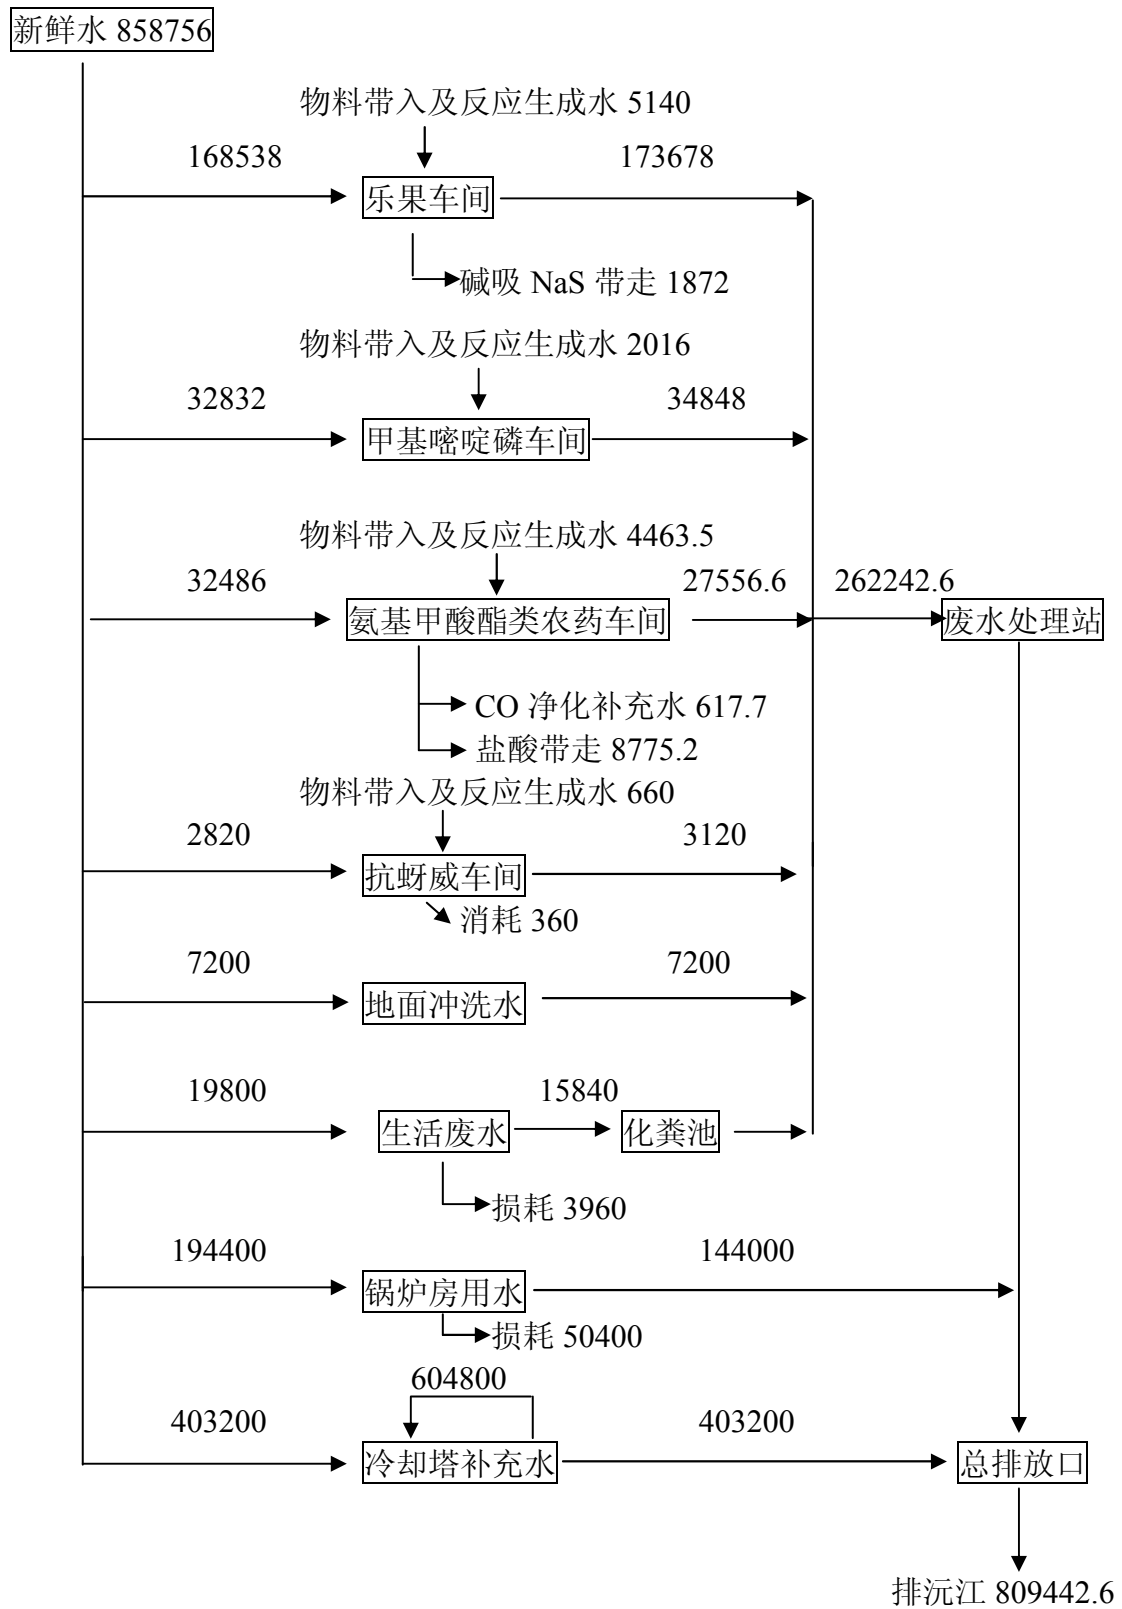 新鲜水 858756
物料带入及反应生成水 5140
168538
173678
乐果车间
碱吸 NaS 带走 1872
物料带入及反应生成水 2016
32832
34848
甲基嘧啶磷车间
物料带入及反应生成水 4463.5
32486
27556.6
262242.6
氨基甲酸酯类农药车间
废水处理站
CO 净化补充水 617.7
盐酸带走 8775.2
物料带入及反应生成水 660
2820
3120
抗蚜威车间
消耗 360
7200
7200
地面冲洗水
19800
15840
生活废水
化粪池
损耗 3960
194400
144000
锅炉房用水
损耗 50400
604800
403200
403200
冷却塔补充水
总排放口
排沅江 809442.6